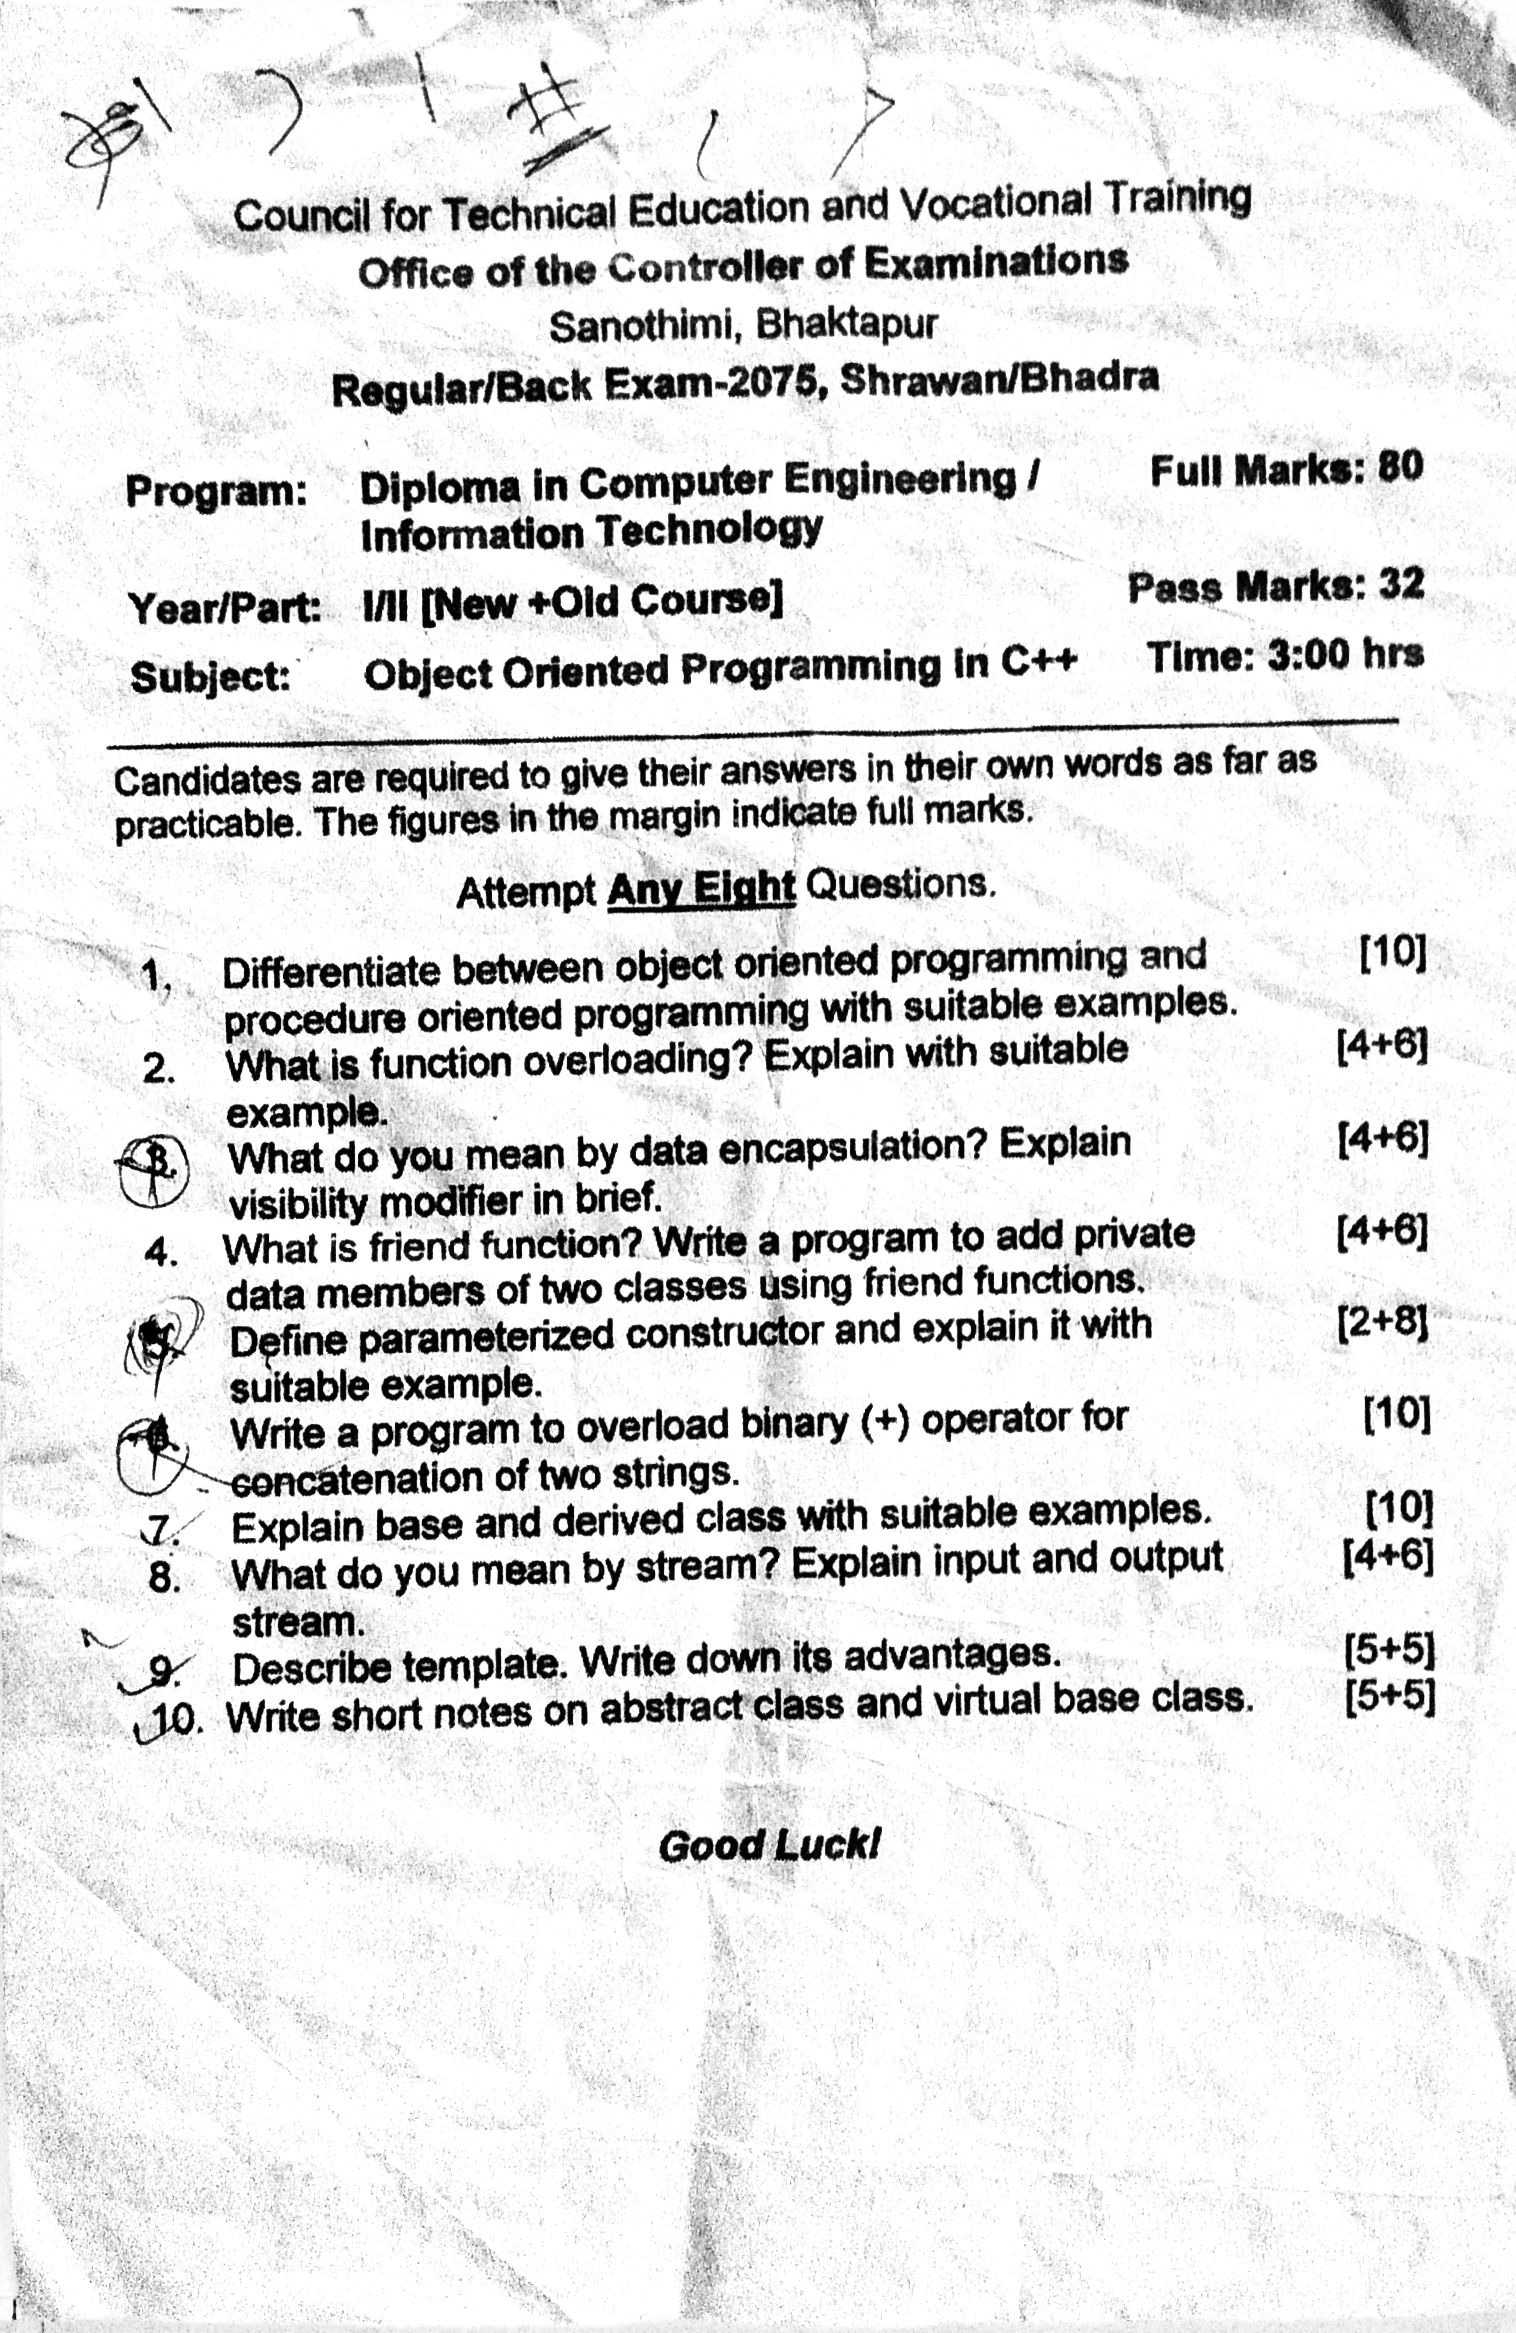 Council for Technical Education and Vocational Training
Office of the Controller of Examinations
Sanothimi, Bhaktapur
Regular/Back Exam-2075, Shrawan/Bhadra
Program: Diploma in Computer Engineering / Full Marks: 80
Information Technology
Year/Part: I/II [New +Old Course] Pass Marks: 32
Subject: Object Oriented Programming in C++ Time: 3:00 hrs
Candidates are required to give their answers in their own words as far as
practicable. The figures in the margin indicate full marks.
Attempt Any Eight Questions.
1. Differentiate between object oriented programming and [10]
procedure oriented programming with suitable examples.
2. What is function overloading? Explain with suitable [4+6]
example.
3. What do you mean by data encapsulation? Explain [4+6]
visibility modifier in brief.
4. What is friend function? Write a program to add private [4+6]
data members of two classes using friend functions.
5. Define parameterized constructor and explain it with [2+8]
suitable example.
6. Write a program to overload binary (+) operator for [10]
concatenation of two strings.
7. Explain base and derived class with suitable examples. [10]
8. What do you mean by stream? Explain input and output [4+6]
stream.
9. Describe template. Write down its advantages. [5+5]
10. Write short notes on abstract class and virtual base class. [5+5]
Good Luck!